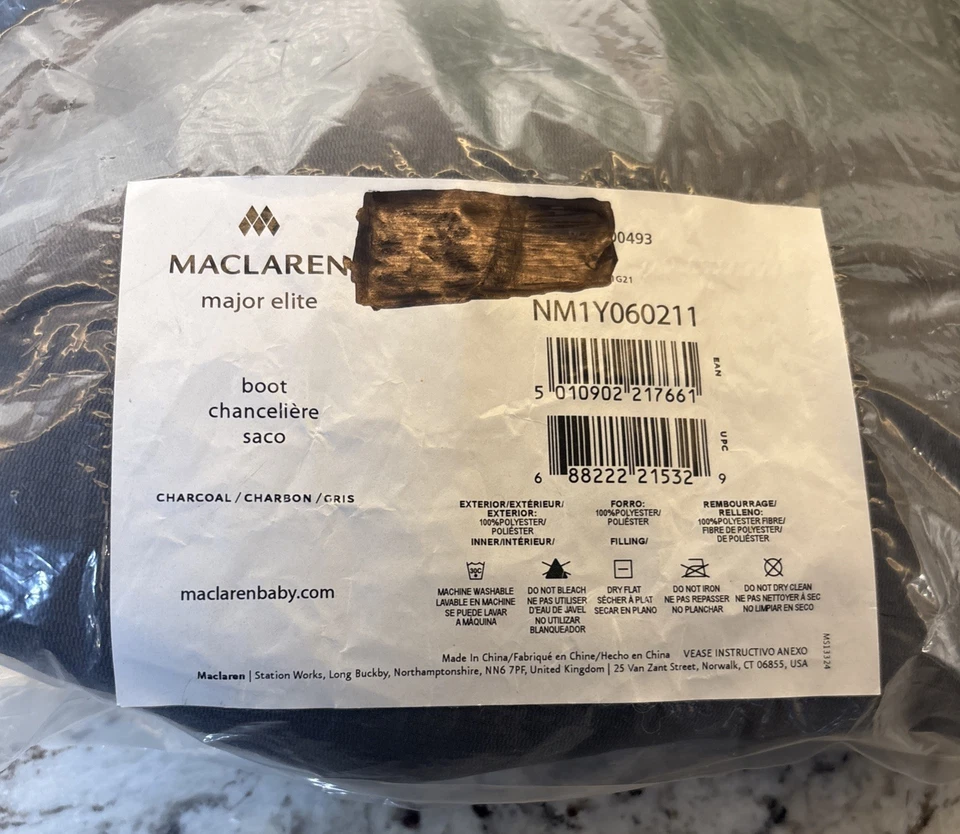 MACLAREN
major elite
boot
chancelière
saco
CHARCOAL / CHARBON / GRIS
maclarenbaby.com
00493
G21
NM1Y060211
EAN
5 010902 217661
UPC
6 88222 21532 9
EXTERIOR/EXTÉRIEUR/
EXTERIOR:
100%POLYESTER/
POLIÉSTER
INNER/INTÉRIEUR/
FORRO:
100%POLYESTER/
POLIÉSTER
FILLING/
REMBOURRAGE/
RELLENO:
100%POLYESTER FIBRE/
FIBRE DE POLYESTER/
DE POLIÉSTER
30C
MACHINE WASHABLE
LAVABLE EN MACHINE
SE PUEDE LAVAR
A MÁQUINA
DO NOT BLEACH
NE PAS UTILISER
D'EAU DE JAVEL
NO UTILIZAR
BLANQUEADOR
DRY FLAT
SÉCHER À PLAT
SECAR EN PLANO
DO NOT IRON
NE PAS REPASSER
NO PLANCHAR
DO NOT DRY CLEAN
NE PAS NETTOYER À SEC
NO LIMPIAR EN SECO
Made In China/Fabriqué en Chine/Hecho en China VEASE INSTRUCTIVO ANEXO
Maclaren | Station Works, Long Buckby, Northamptonshire, NN6 7PF, United Kingdom | 25 Van Zant Street, Norwalk, CT 06855, USA
MS13324